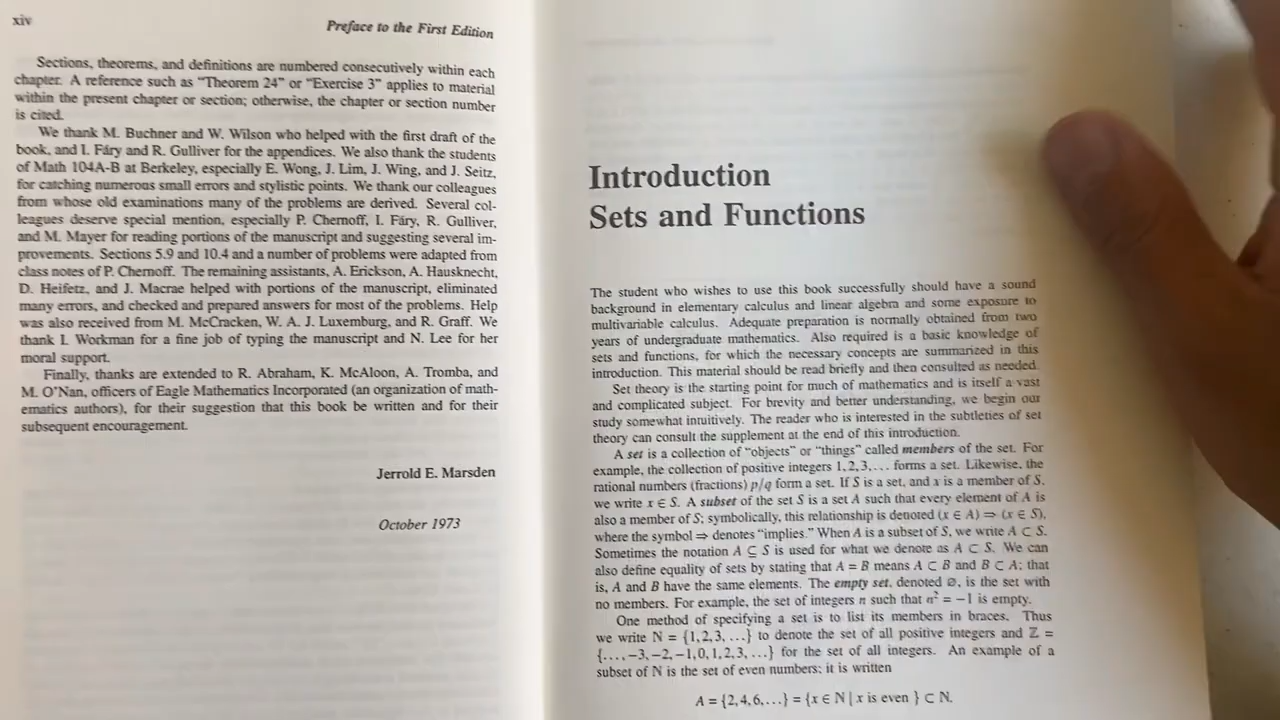 xiv
Preface to the First Edition
Sections, theorems, and definitions are numbered consecutively within each
chapter. A reference such as “Theorem 24” or “Exercise 3” applies to material
within the present chapter or section; otherwise, the chapter or section number
is cited.
We thank M. Buchner and W. Wilson who helped with the first draft of the
book, and I. Fáry and R. Gulliver for the appendices. We also thank the students
of Math 104A-B at Berkeley, especially E. Wong, J. Lim, J. Wing, and J. Seitz,
for catching numerous small errors and stylistic points. We thank our colleagues
from whose old examinations many of the problems are derived. Several col-
leagues deserve special mention, especially P. Chernoff, I. Fáry, R. Gulliver,
and M. Mayer for reading portions of the manuscript and suggesting several im-
provements. Sections 5.9 and 10.4 and a number of problems were adapted from
class notes of P. Chernoff. The remaining assistants, A. Erickson, A. Hausknecht,
D. Heifetz, and J. Macrae helped with portions of the manuscript, eliminated
many errors, and checked and prepared answers for most of the problems. Help
was also received from M. McCracken, W. A. J. Luxemburg, and R. Graff. We
thank I. Workman for a fine job of typing the manuscript and N. Lee for her
moral support.
Finally, thanks are extended to R. Abraham, K. McAloon, A. Tromba, and
M. O’Nan, officers of Eagle Mathematics Incorporated (an organization of math-
ematics authors), for their suggestion that this book be written and for their
subsequent encouragement.
Jerrold E. Marsden
October 1973
Introduction
Sets and Functions
The student who wishes to use this book successfully should have a sound
background in elementary calculus and linear algebra and some exposure to
multivariable calculus. Adequate preparation is normally obtained from two
years of undergraduate mathematics. Also required is a basic knowledge of
sets and functions, for which the necessary concepts are summarized in this
introduction. This material should be read briefly and then consulted as needed.
Set theory is the starting point for much of mathematics and is itself a vast
and complicated subject. For brevity and better understanding, we begin our
study somewhat intuitively. The reader who is interested in the subtleties of set
theory can consult the supplement at the end of this introduction.
A set is a collection of “objects” or “things” called members of the set. For
example, the collection of positive integers 1, 2, 3, . . . forms a set. Likewise, the
rational numbers (fractions) p/q form a set. If S is a set, and x is a member of S,
we write x ∈ S. A subset of the set S is a set A such that every element of A is
also a member of S; symbolically, this relationship is denoted (x ∈ A) ⇒ (x ∈ S),
where the symbol ⇒ denotes “implies.” When A is a subset of S, we write A ⊂ S.
Sometimes the notation A ⊆ S is used for what we denote as A ⊂ S. We can
also define equality of sets by stating that A = B means A ⊂ B and B ⊂ A; that
is, A and B have the same elements. The empty set, denoted ∅, is the set with
no members. For example, the set of integers n such that n² = −1 is empty.
One method of specifying a set is to list its members in braces. Thus
we write N = {1, 2, 3, . . .} to denote the set of all positive integers and ℤ =
{. . . , −3, −2, −1, 0, 1, 2, 3, . . .} for the set of all integers. An example of a
subset of N is the set of even numbers; it is written
A = {2, 4, 6, . . .} = {x ∈ N | x is even } ⊂ N.